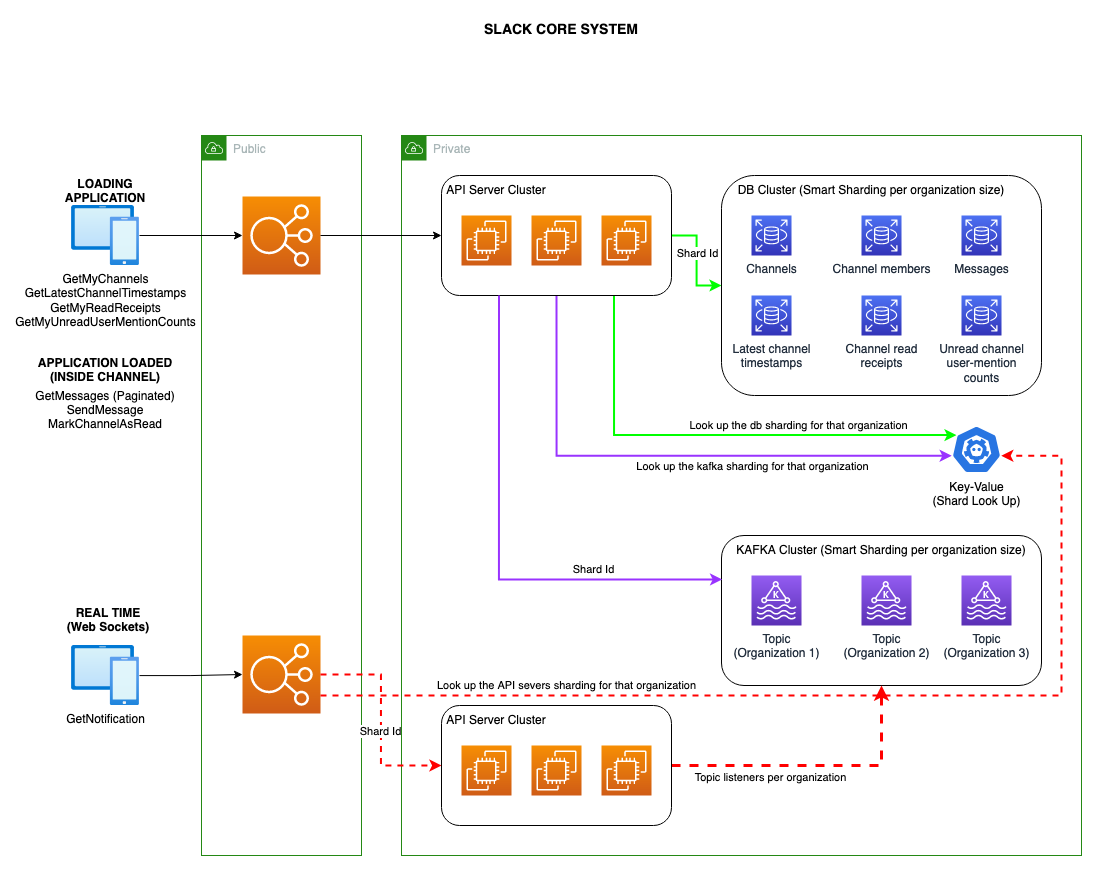 SLACK CORE SYSTEM
Public
Private
LOADING
APPLICATION
GetMyChannels
GetLatestChannelTimestamps
GetMyReadReceipts
GetMyUnreadUserMentionCounts
APPLICATION LOADED
(INSIDE CHANNEL)
GetMessages (Paginated)
SendMessage
MarkChannelAsRead
API Server Cluster
Shard Id
DB Cluster (Smart Sharding per organization size)
Channels
Channel members
Messages
Latest channel
timestamps
Channel read
receipts
Unread channel
user-mention
counts
Look up the db sharding for that organization
Look up the kafka sharding for that organization
Key-Value
(Shard Look Up)
Shard Id
KAFKA Cluster (Smart Sharding per organization size)
K
K
K
Topic
(Organization 1)
Topic
(Organization 2)
Topic
(Organization 3)
REAL TIME
(Web Sockets)
GetNotification
Look up the API severs sharding for that organization
Shard Id
API Server Cluster
Topic listeners per organization